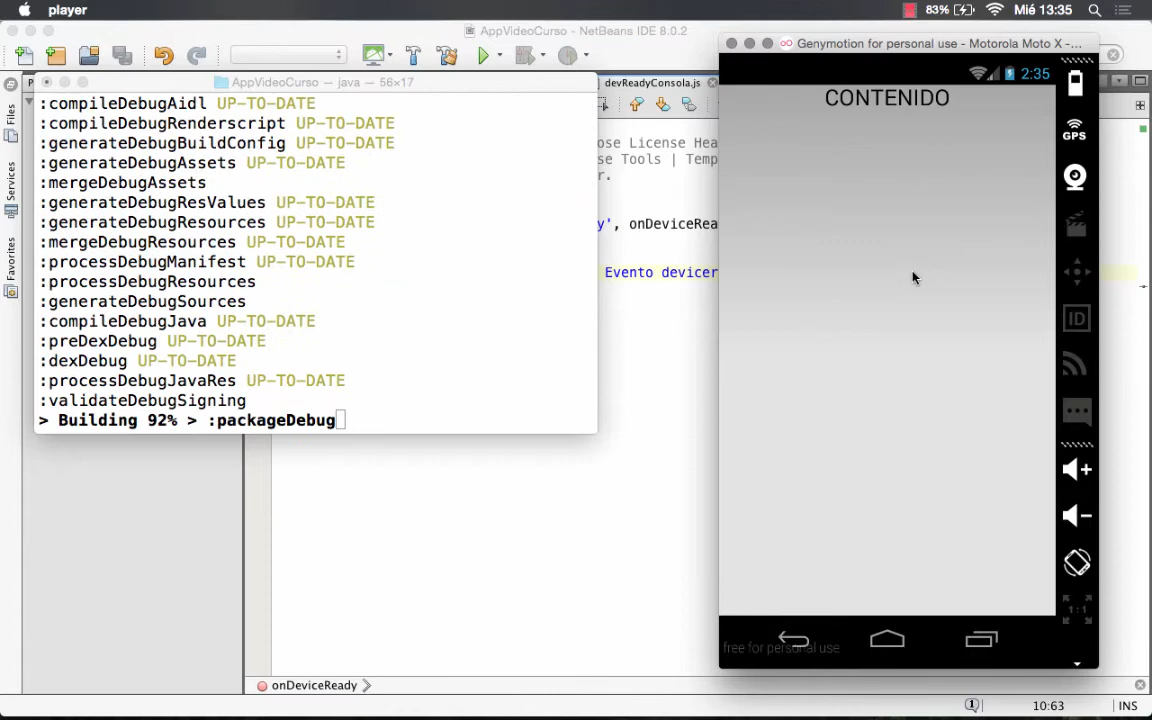 player
83%
Mié 13:35
AppVideoCurso - NetBeans IDE 8.0.2
AppVideoCurso — java — 56×17
:compileDebugAidl UP-TO-DATE
:compileDebugRenderscript UP-TO-DATE
:generateDebugBuildConfig UP-TO-DATE
:generateDebugAssets UP-TO-DATE
:mergeDebugAssets
:generateDebugResValues UP-TO-DATE
:generateDebugResources UP-TO-DATE
:mergeDebugResources UP-TO-DATE
:processDebugManifest UP-TO-DATE
:processDebugResources
:generateDebugSources
:compileDebugJava UP-TO-DATE
:preDexDebug UP-TO-DATE
:dexDebug UP-TO-DATE
:processDebugJavaRes UP-TO-DATE
:validateDebugSigning
> Building 92% > :packageDebug
Files
Services
Favoritos
devReadyConsola.js
ose License Hea
se Tools | Temp
r.
y', onDeviceRea
Evento devicer
onDeviceReady
10:63
INS
Genymotion for personal use - Motorola Moto X -...
2:35
CONTENIDO
GPS
ID
1:1
free for personal use